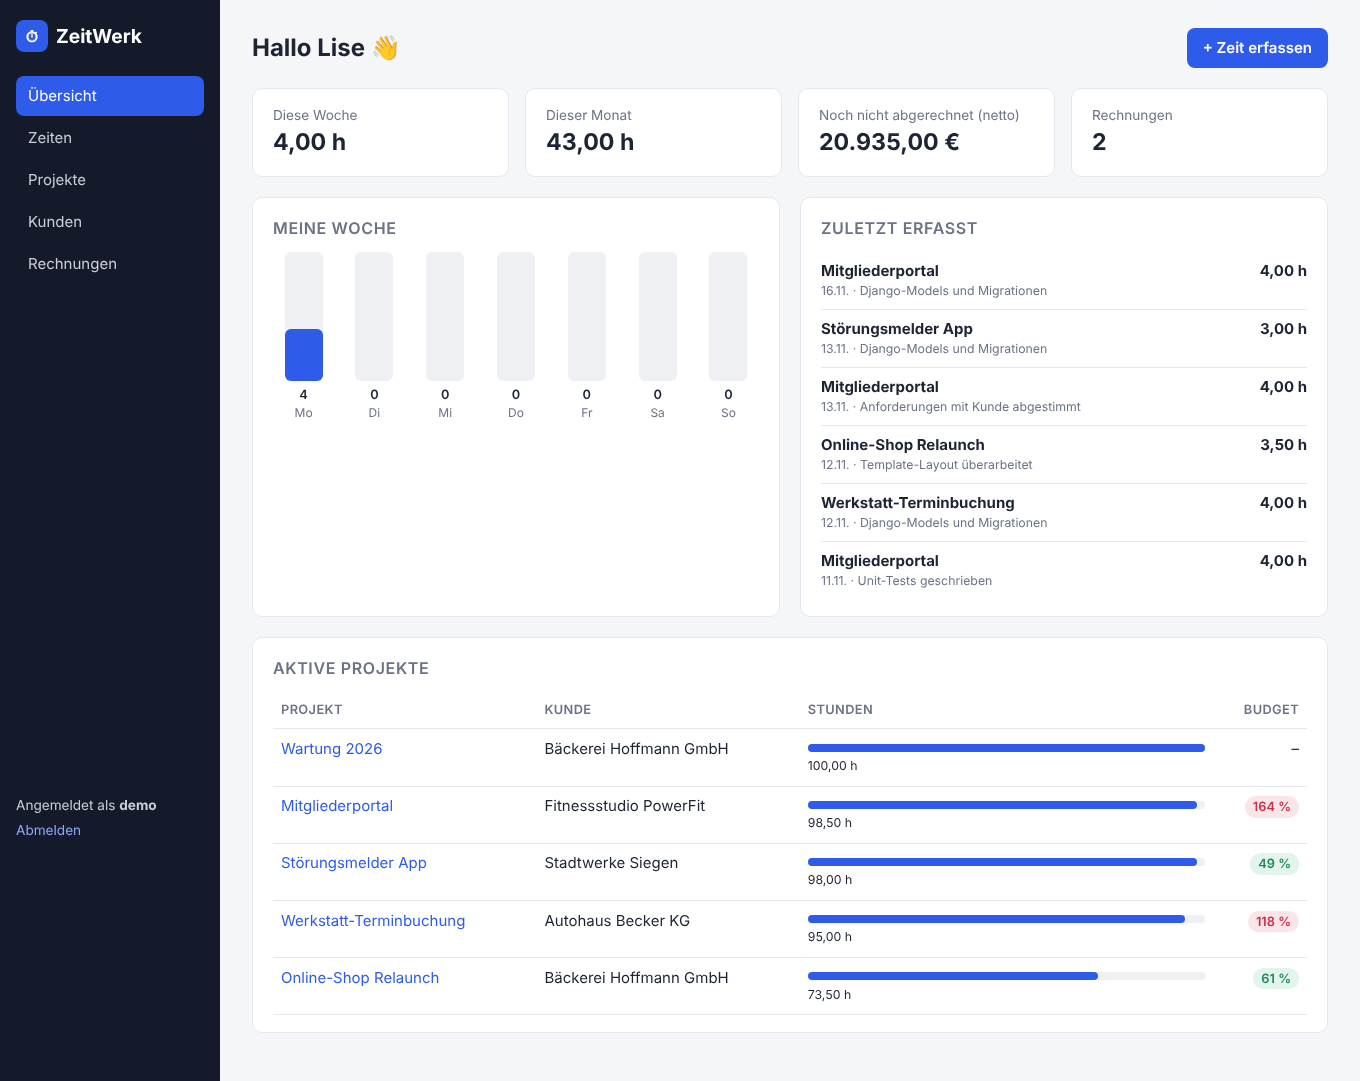 ZeitWerk
Übersicht
Zeiten
Projekte
Kunden
Rechnungen
Angemeldet als demo
Abmelden
Hallo Lise 👋
+ Zeit erfassen
Diese Woche
4,00 h
Dieser Monat
43,00 h
Noch nicht abgerechnet (netto)
20.935,00 €
Rechnungen
2
MEINE WOCHE
4 0 0 0 0 0 0
Mo Di Mi Do Fr Sa So
ZULETZT ERFASST
Mitgliederportal 4,00 h
16.11. · Django-Models und Migrationen
Störungsmelder App 3,00 h
13.11. · Django-Models und Migrationen
Mitgliederportal 4,00 h
13.11. · Anforderungen mit Kunde abgestimmt
Online-Shop Relaunch 3,50 h
12.11. · Template-Layout überarbeitet
Werkstatt-Terminbuchung 4,00 h
12.11. · Django-Models und Migrationen
Mitgliederportal 4,00 h
11.11. · Unit-Tests geschrieben
AKTIVE PROJEKTE
PROJEKT KUNDE STUNDEN BUDGET
Wartung 2026 Bäckerei Hoffmann GmbH –
100,00 h
Mitgliederportal Fitnessstudio PowerFit 164 %
98,50 h
Störungsmelder App Stadtwerke Siegen 49 %
98,00 h
Werkstatt-Terminbuchung Autohaus Becker KG 118 %
95,00 h
Online-Shop Relaunch Bäckerei Hoffmann GmbH 61 %
73,50 h